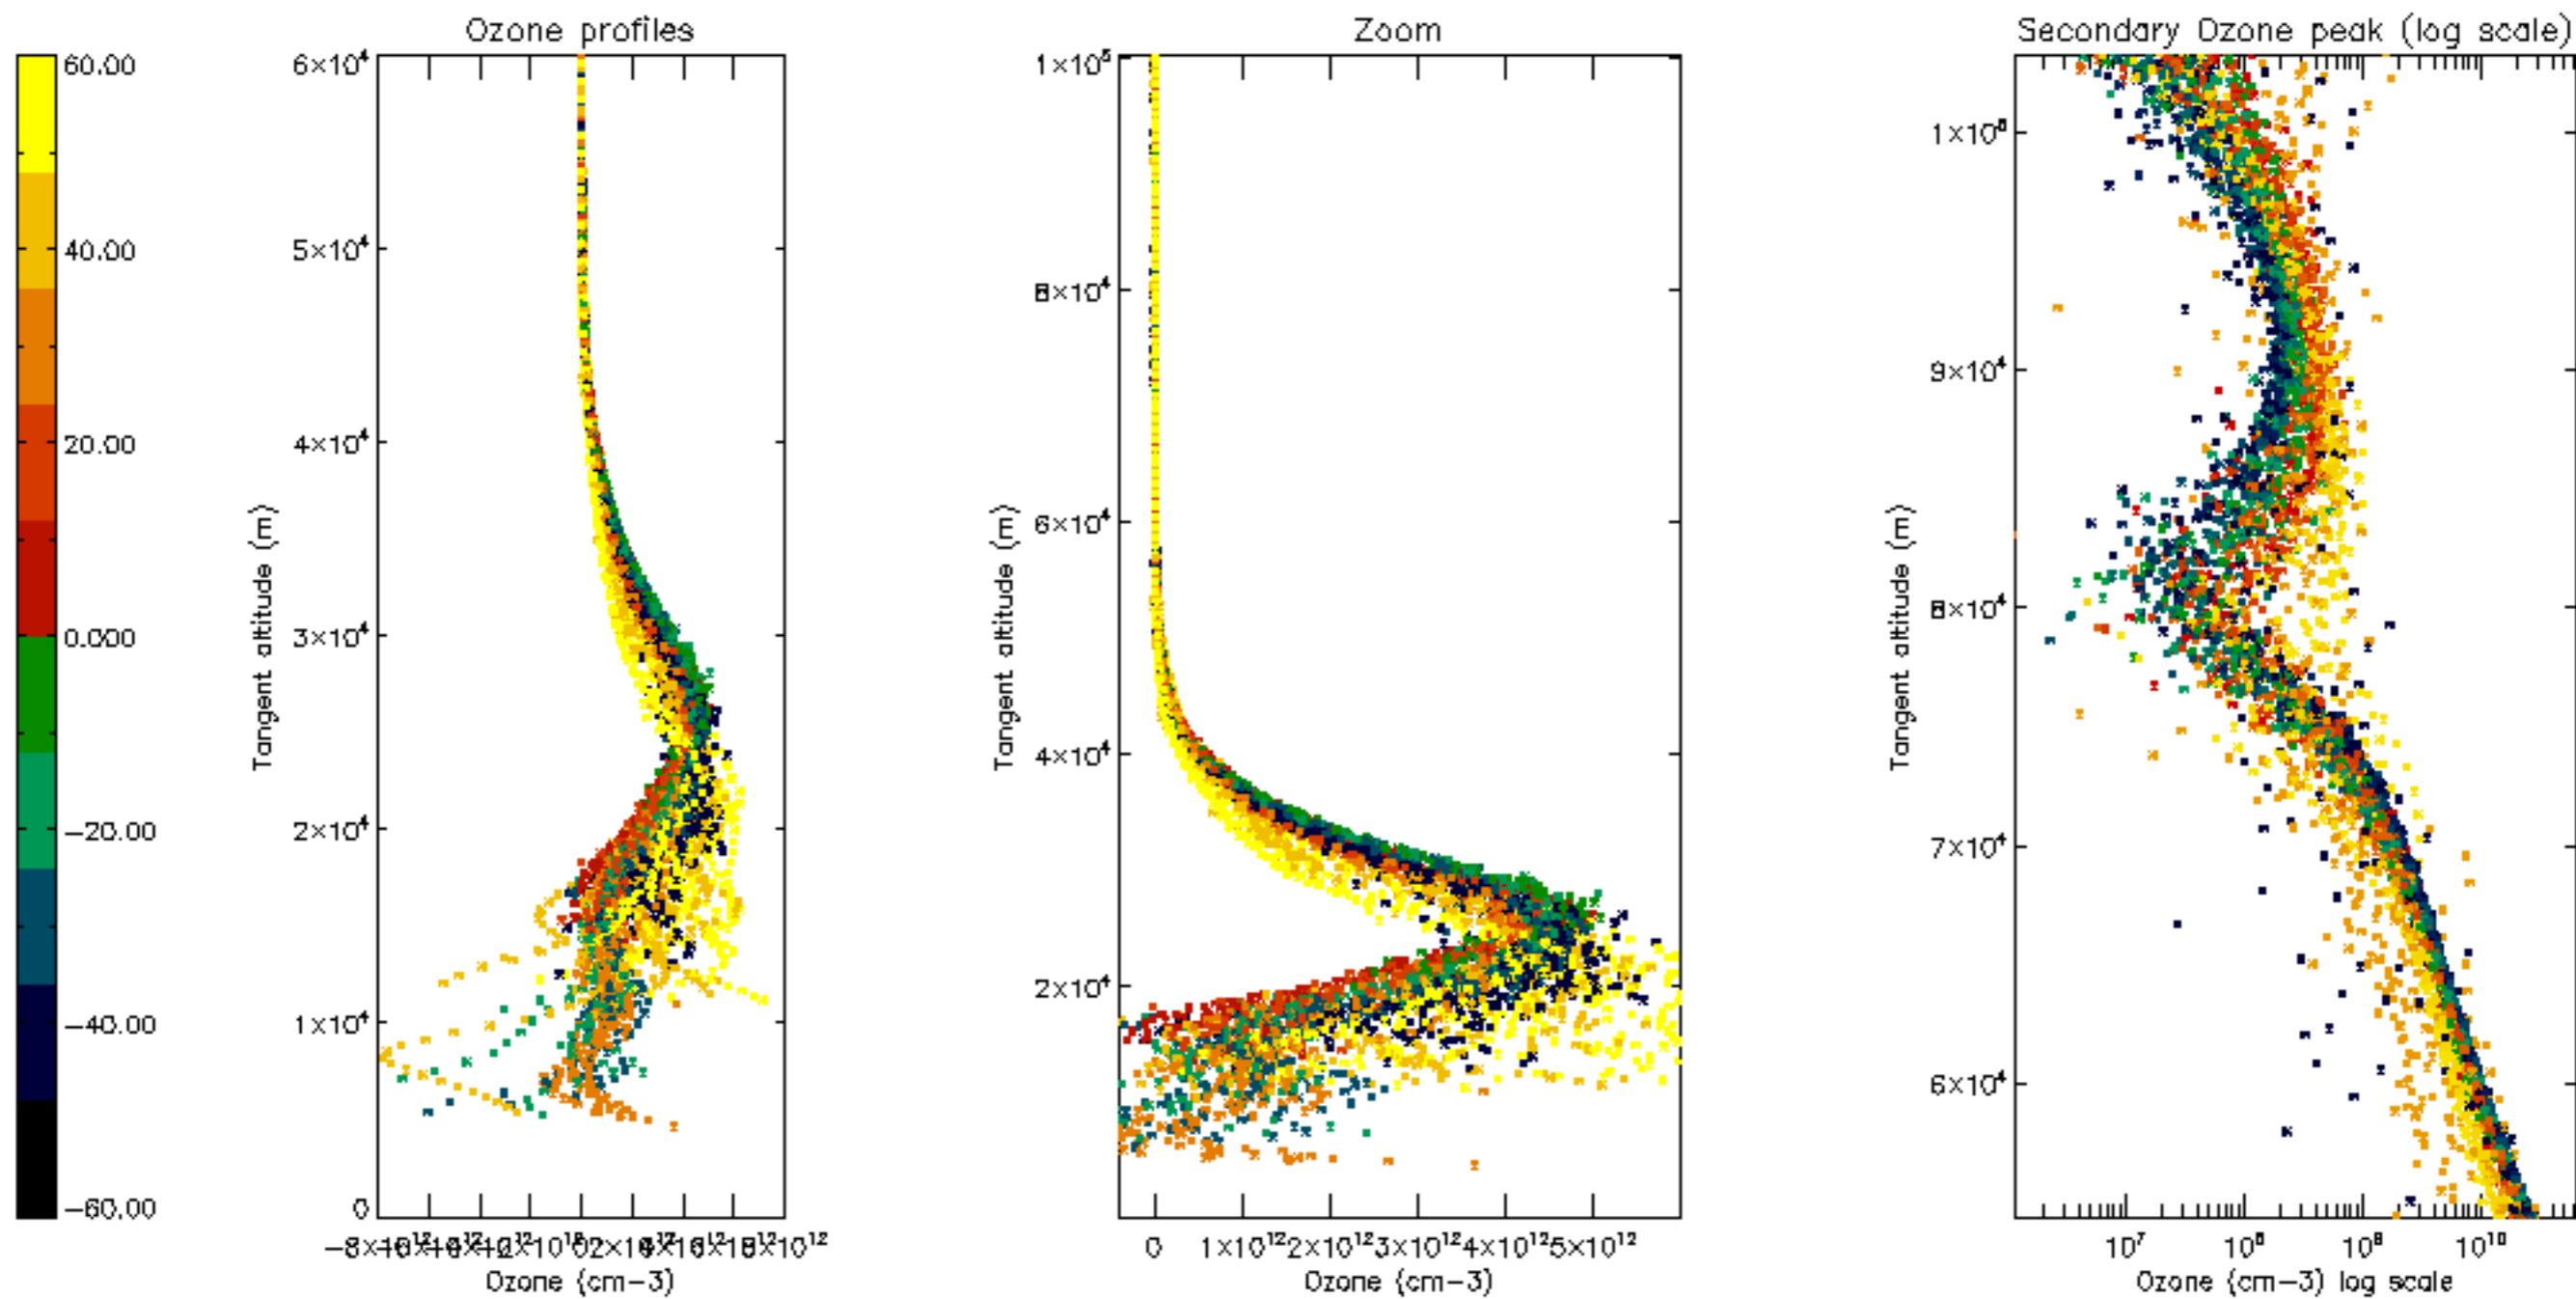 Ozone profiles
Zoom
Secondary Ozone peak (log scale)
60.00
40.00
20.00
0.000
−20.00
−40.00
−60.00
6×10⁴
5×10⁴
4×10⁴
3×10⁴
2×10⁴
1×10⁴
0
Tangent altitude (m)
Ozone (cm−3)
1×10⁵
8×10⁴
6×10⁴
4×10⁴
2×10⁴
Tangent altitude (m)
0 1×10¹² 2×10¹² 3×10¹² 4×10¹² 5×10¹²
Ozone (cm−3)
9×10⁴
8×10⁴
7×10⁴
6×10⁴
Tangent altitude (m)
10⁷ 10⁸ 10⁹ 10¹⁰
Ozone (cm−3) log scale